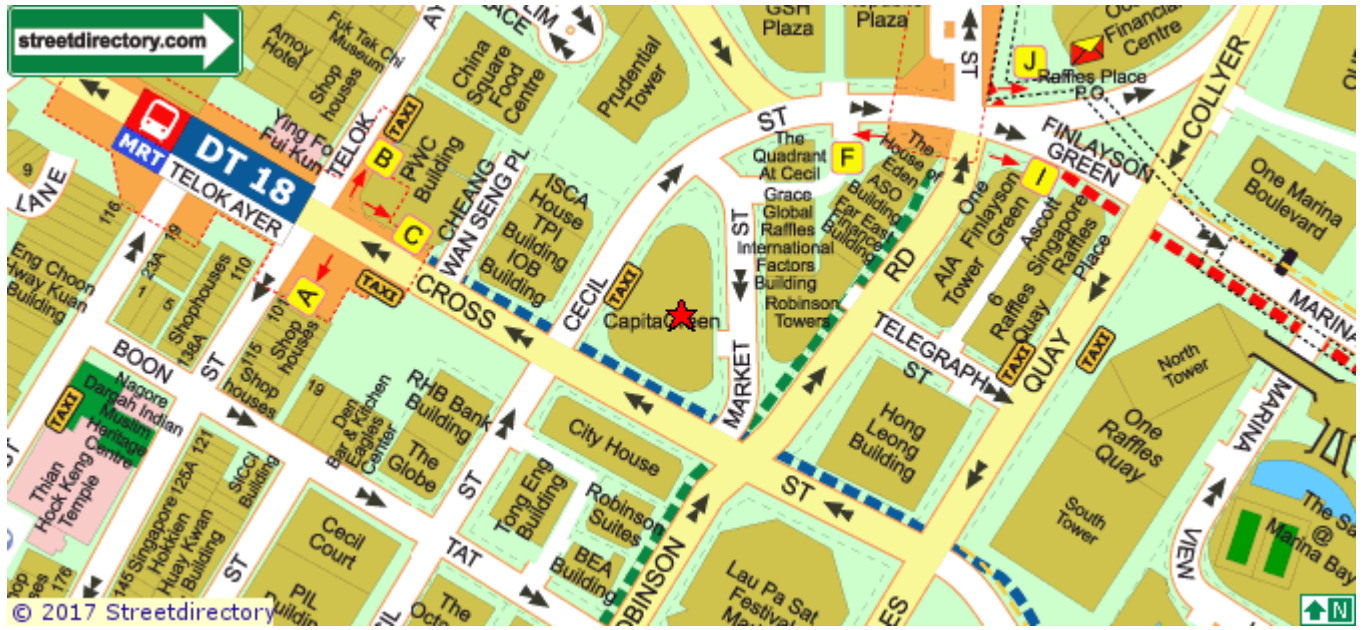 streetdirectory.com
Amoy
Hotel
Fuk Tak Chi
Museum
Shop
houses
China
Square
Food
Centre
Prudential
Tower
GSH
Plaza
Plaza
ST
Financial
Centre
J
Raffles Place
P.O
COLLYER
QUAY
One Marina
Boulevard
FINLAYSON
GREEN
MARINA
Ying Fo
Fui Kun
TELOK
TAXI
B
PWC
Building
C
CHEANG
WAN SENG PL
ISCA
House
TPI
Building
IOB
Building
MRT
DT 18
TELOK AYER
LANE
9
116
19
23A
1
5
Shophouses
110
138A
Eng Choon
Hway Kuan
Building
A
TAXI
CROSS
ST
CECIL
ST
TAXI
CapitaGreen
MARKET
ST
The
Quadrant
At Cecil
F
Grace
Global
Raffles
International
Factors
Building
Robinson
Towers
The
House of
Eden
ASO
Building
Far East
Finance
Building
RD
One
Finlayson
Green
AIA
Tower
I
Ascott
Singapore
Raffles
Place
6
Raffles
Quay
TELEGRAPH
ST
TAXI
TAXI
North
Tower
One
Raffles
Quay
South
Tower
MARINA
VIEW
The Sail
@
Marina Bay
Hong
Leong
Building
BOON
TAT
ST
ST
101
Shop
houses
115
Shop
houses
19
Den
Bar & Kitchen
Eagles
Center
RHB Bank
Building
The
Globe
ST
City House
Tong Eng
Building
Robinson
Suites
BEA
Building
ROBINSON
Lau Pa Sat
Festival
TAXI
Nagore
Dargah Indian
Muslim
Heritage
Centre
Thian
Hock Keng
Temple
121
126A
SICCI
Building
145
Singapore
Hokkien
Huay Kwan
Building
ST
176
Cecil
Court
PIL
Building
The
© 2017 Streetdirectory
N